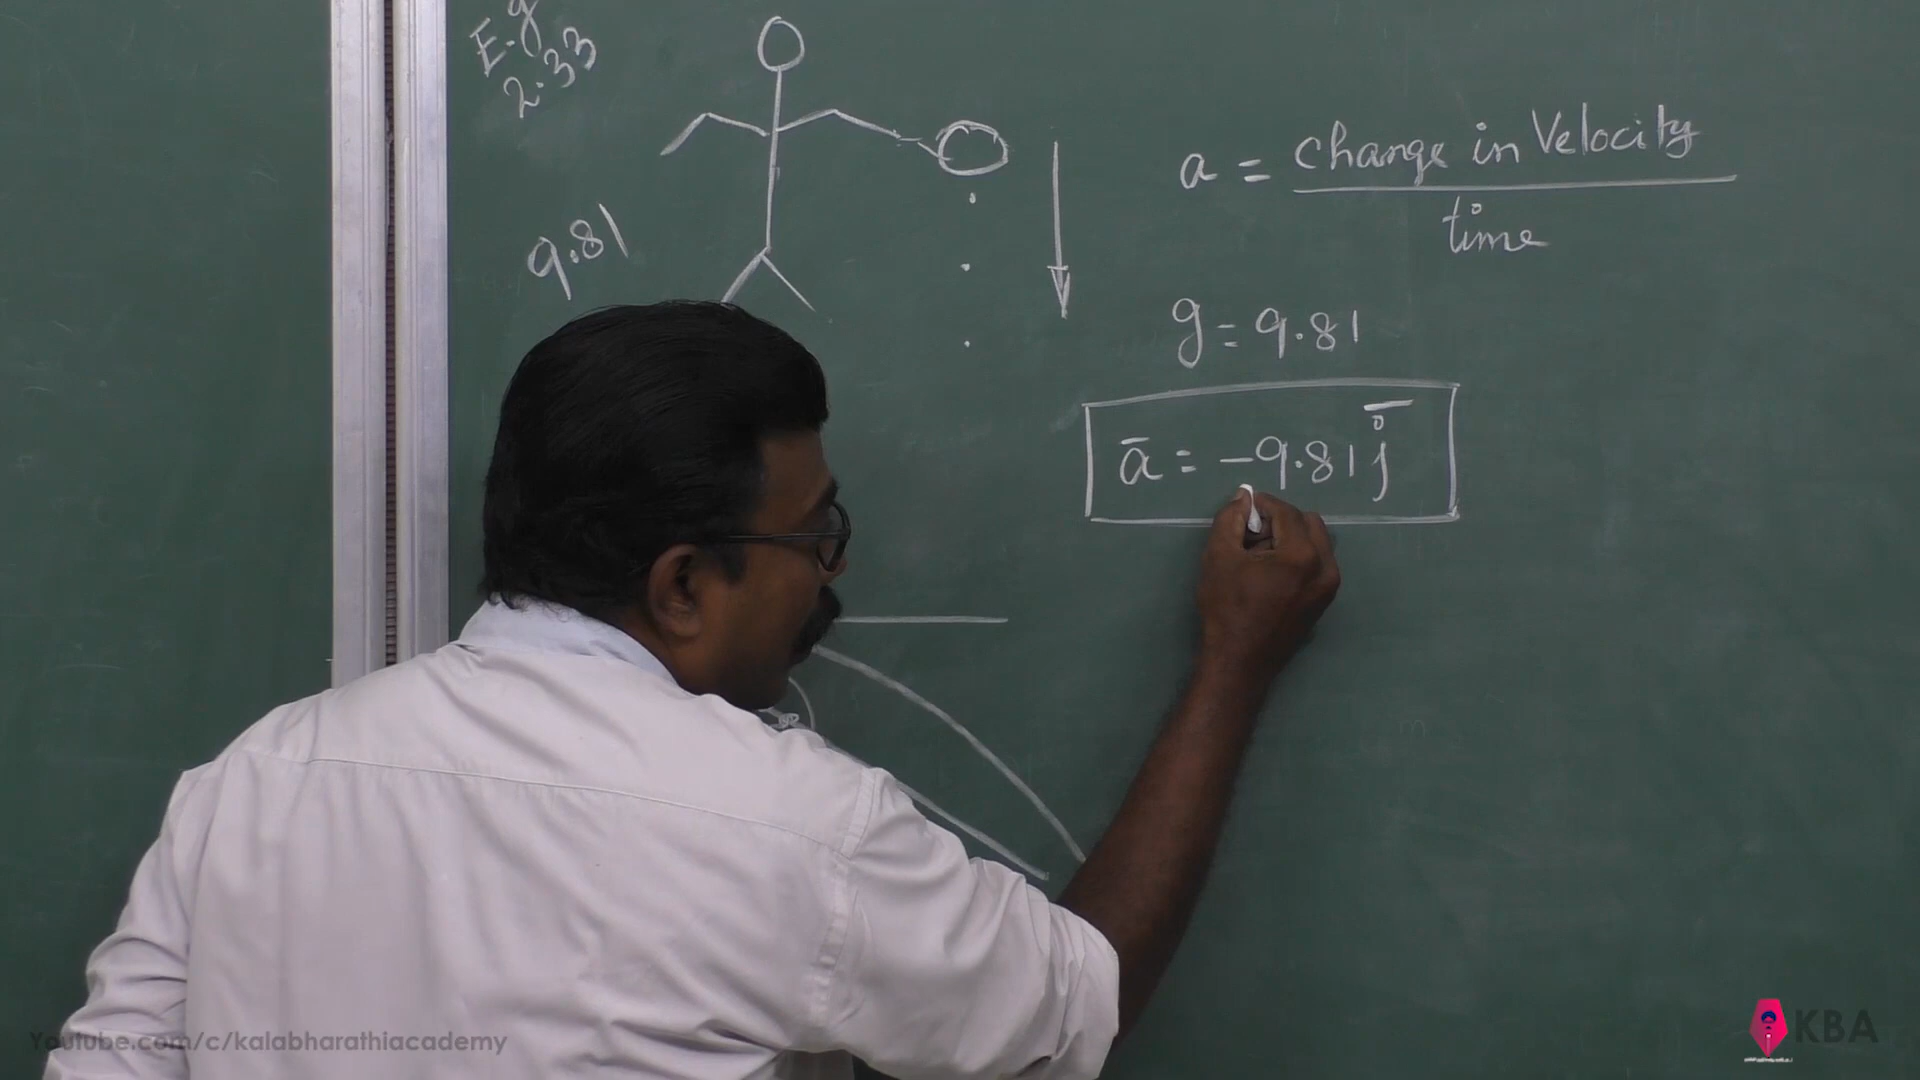 E.g
2.33
9.81
a = change in Velocity
time
g = 9.81
a̅ = -9.81 j̅
Youtube.com/c/kalabharathiacademy
KBA